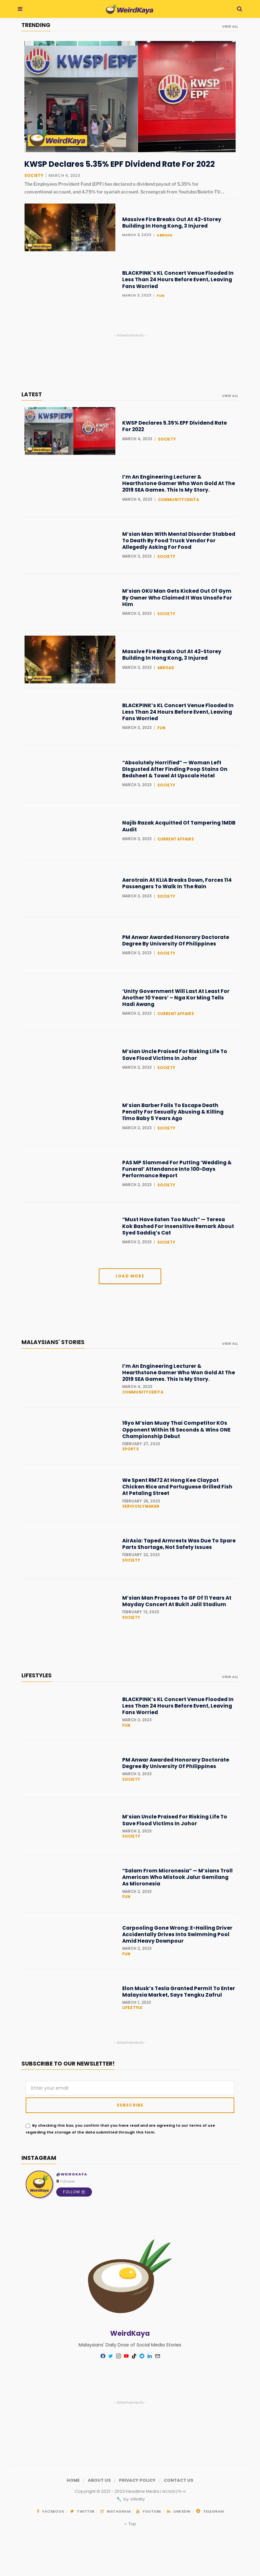 WeirdKaya
TRENDING
VIEW ALL
KWSP EPF
KWSP
EPF
WeirdKaya
KWSP Declares 5.35% EPF Dividend Rate For 2022
SOCIETY | MARCH 4, 2023
The Employees Provident Fund (EPF) has declared a dividend payout of 5.35% for
conventional account, and 4.75% for syariah account. Screengrab from Youtube/Buletin TV...
Massive Fire Breaks Out At 42-Storey
Building In Hong Kong, 3 Injured
MARCH 3, 2023 | ABROAD
BLACKPINK's KL Concert Venue Flooded In
Less Than 24 Hours Before Event, Leaving
Fans Worried
MARCH 3, 2023 | FUN
- Advertisements -
LATEST
VIEW ALL
KWSP Declares 5.35% EPF Dividend Rate
For 2022
MARCH 4, 2023 | SOCIETY
I'm An Engineering Lecturer &
Hearthstone Gamer Who Won Gold At The
2019 SEA Games. This Is My Story.
MARCH 4, 2023 | COMMUNITYCERITA
M'sian Man With Mental Disorder Stabbed
To Death By Food Truck Vendor For
Allegedly Asking For Food
MARCH 3, 2023 | SOCIETY
M'sian OKU Man Gets Kicked Out Of Gym
By Owner Who Claimed It Was Unsafe For
Him
MARCH 3, 2023 | SOCIETY
Massive Fire Breaks Out At 42-Storey
Building In Hong Kong, 3 Injured
MARCH 3, 2023 | ABROAD
BLACKPINK's KL Concert Venue Flooded In
Less Than 24 Hours Before Event, Leaving
Fans Worried
MARCH 3, 2023 | FUN
"Absolutely Horrified" — Woman Left
Disgusted After Finding Poop Stains On
Bedsheet & Towel At Upscale Hotel
MARCH 3, 2023 | SOCIETY
Najib Razak Acquitted Of Tampering 1MDB
Audit
MARCH 3, 2023 | CURRENT AFFAIRS
Aerotrain At KLIA Breaks Down, Forces 114
Passengers To Walk In The Rain
MARCH 3, 2023 | SOCIETY
PM Anwar Awarded Honorary Doctorate
Degree By University Of Philippines
MARCH 3, 2023 | SOCIETY
'Unity Government Will Last At Least For
Another 10 Years' – Nga Kor Ming Tells
Hadi Awang
MARCH 2, 2023 | CURRENT AFFAIRS
M'sian Uncle Praised For Risking Life To
Save Flood Victims In Johor
MARCH 2, 2023 | SOCIETY
M'sian Barber Fails To Escape Death
Penalty For Sexually Abusing & Killing
11mo Baby 5 Years Ago
MARCH 2, 2023 | SOCIETY
PAS MP Slammed For Putting 'Wedding &
Funeral' Attendance Into 100-Days
Performance Report
MARCH 2, 2023 | SOCIETY
"Must Have Eaten Too Much" — Teresa
Kok Bashed For Insensitive Remark About
Syed Saddiq's Cat
MARCH 2, 2023 | SOCIETY
LOAD MORE
MALAYSIANS' STORIES
VIEW ALL
I'm An Engineering Lecturer &
Hearthstone Gamer Who Won Gold At The
2019 SEA Games. This Is My Story.
MARCH 4, 2023
COMMUNITYCERITA
16yo M'sian Muay Thai Competitor KOs
Opponent Within 16 Seconds & Wins ONE
Championship Debut
FEBRUARY 27, 2023
SPORTS
We Spent RM72 At Hong Kee Claypot
Chicken Rice and Portuguese Grilled Fish
At Petaling Street
FEBRUARY 25, 2023
SERIOUSLYMAKAN
AirAsia: Taped Armrests Was Due To Spare
Parts Shortage, Not Safety Issues
FEBRUARY 22, 2023
SOCIETY
M'sian Man Proposes To GF Of 11 Years At
Mayday Concert At Bukit Jalil Stadium
FEBRUARY 13, 2023
SOCIETY
LIFESTYLES
VIEW ALL
BLACKPINK's KL Concert Venue Flooded In
Less Than 24 Hours Before Event, Leaving
Fans Worried
MARCH 3, 2023
FUN
PM Anwar Awarded Honorary Doctorate
Degree By University Of Philippines
MARCH 3, 2023
SOCIETY
M'sian Uncle Praised For Risking Life To
Save Flood Victims In Johor
MARCH 2, 2023
SOCIETY
"Salam From Micronesia" — M'sians Troll
American Who Mistook Jalur Gemilang
As Micronesia
MARCH 2, 2023
FUN
Carpooling Gone Wrong: E-Hailing Driver
Accidentally Drives Into Swimming Pool
Amid Heavy Downpour
MARCH 2, 2023
FUN
Elon Musk's Tesla Granted Permit To Enter
Malaysia Market, Says Tengku Zafrul
MARCH 1, 2023
LIFESTYLE
- Advertisements -
SUBSCRIBE TO OUR NEWSLETTER!
Enter your email
SUBSCRIBE
By checking this box, you confirm that you have read and are agreeing to our terms of use
regarding the storage of the data submitted through this form.
INSTAGRAM
WeirdKaya
@WEIRDKAYA
Follower
FOLLOW
WeirdKaya
Malaysians' Daily Dose of Social Media Stories
- Advertisements -
HOME / ABOUT US / PRIVACY POLICY / CONTACT US
Copyright © 2021 - 2023 Hereline Media
by
FACEBOOK TWITTER INSTAGRAM YOUTUBE LINKEDIN TELEGRAM
Top